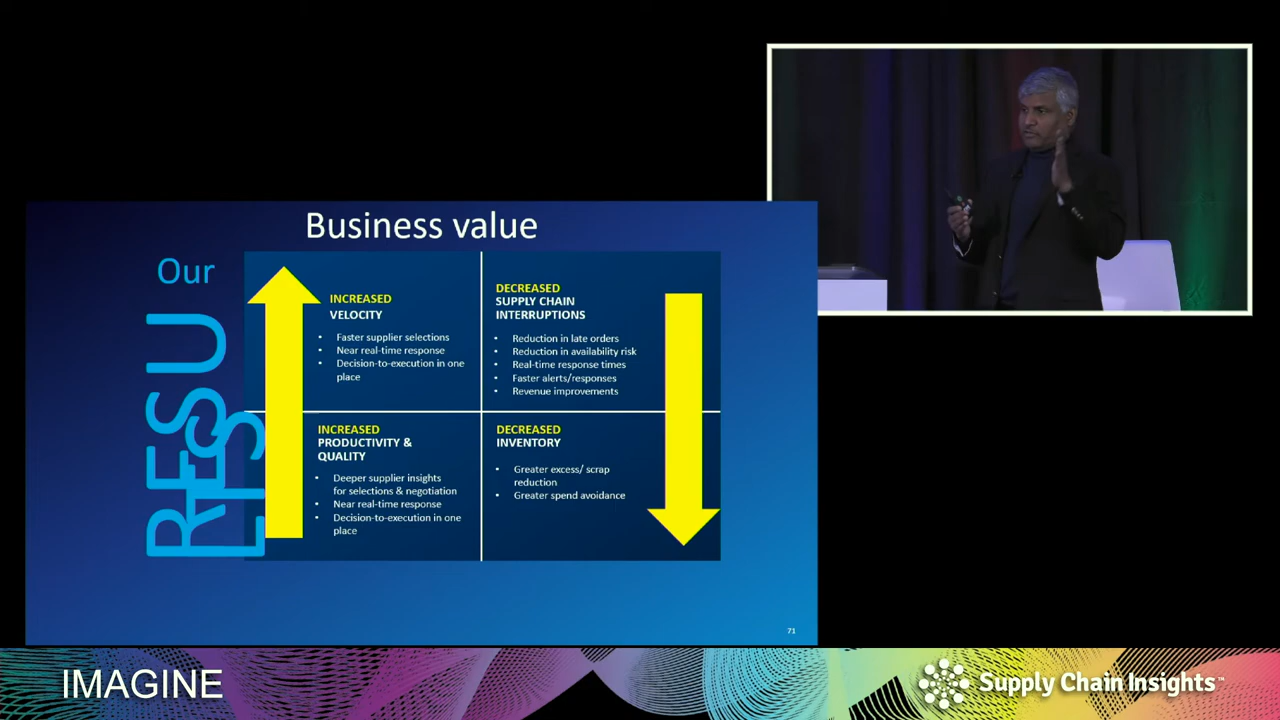 Business value
Our
RESU
LTS
INCREASED
VELOCITY
• Faster supplier selections
• Near real-time response
• Decision-to-execution in one
place
DECREASED
SUPPLY CHAIN
INTERRUPTIONS
• Reduction in late orders
• Reduction in availability risk
• Real-time response times
• Faster alerts/responses
• Revenue improvements
INCREASED
PRODUCTIVITY &
QUALITY
• Deeper supplier insights
for selections & negotiation
• Near real-time response
• Decision-to-execution in one
place
DECREASED
INVENTORY
• Greater excess/ scrap
reduction
• Greater spend avoidance
71
IMAGINE
Supply Chain Insights™